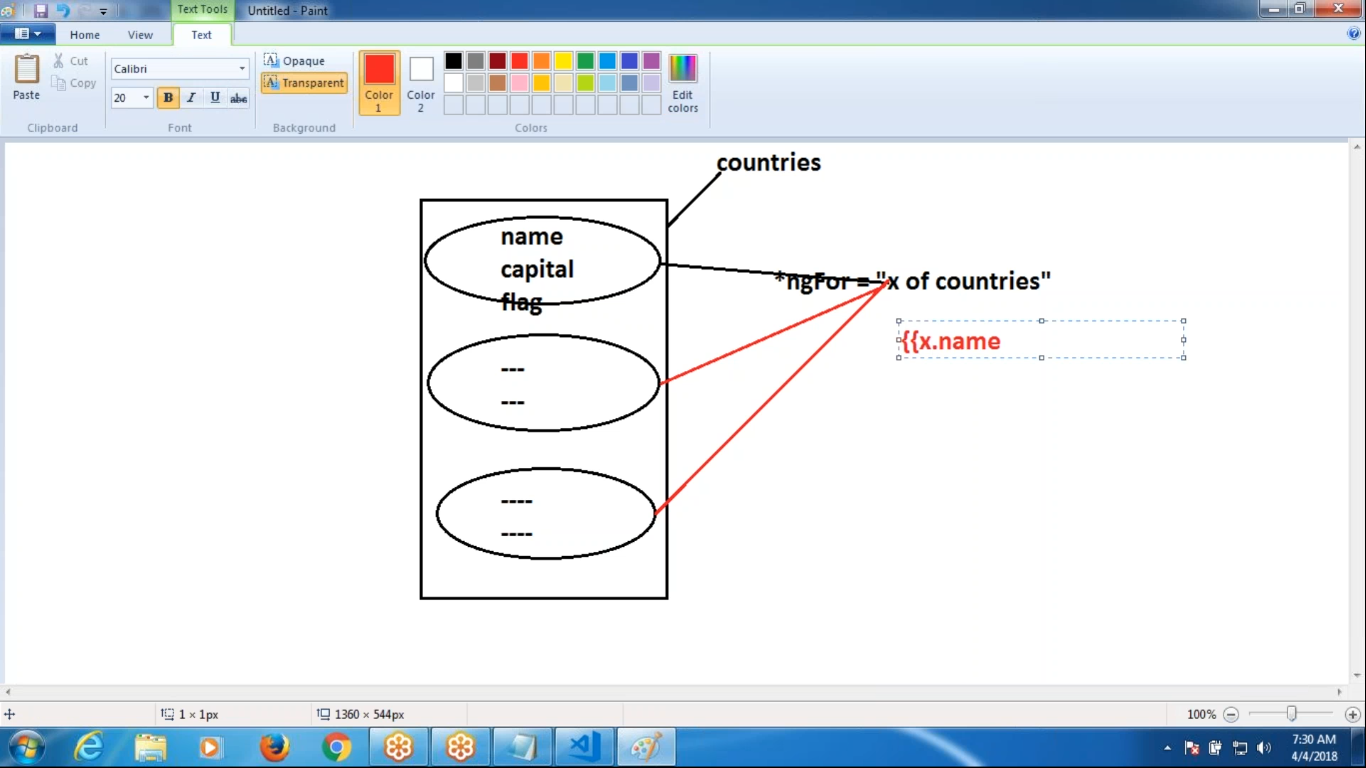 Text Tools
Untitled - Paint
Home
View
Text
Paste
Cut
Copy
Clipboard
Calibri
20
B I U abc
Font
Opaque
Transparent
Background
Color 1
Color 2
Edit colors
Colors
countries
name
capital
flag
*ngFor = "x of countries"
{{x.name
---
---
----
----
1 × 1px
1360 × 544px
100%
7:30 AM
4/4/2018